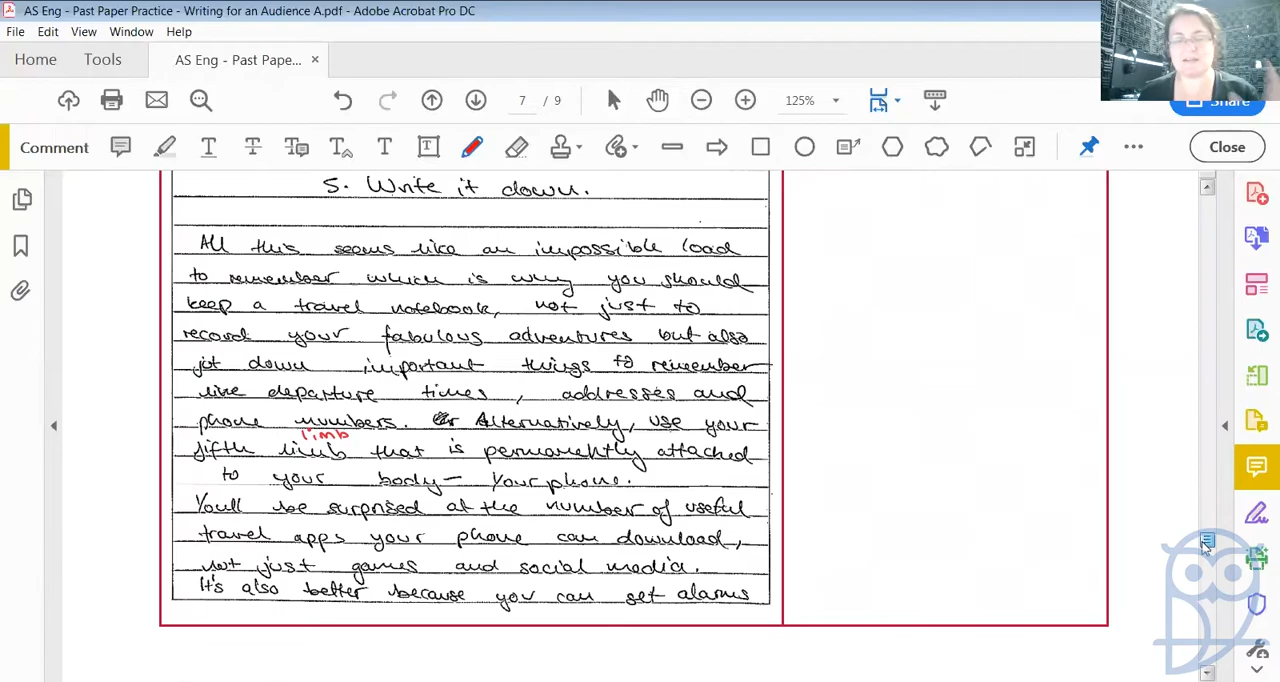 AS Eng - Past Paper Practice - Writing for an Audience A.pdf - Adobe Acrobat Pro DC
File Edit View Window Help
Home Tools AS Eng - Past Pape... ×
7 / 9 125%
Share
Comment Close
5. Write it down.
All this seems like an impossible load
to remember which is why you should
keep a travel notebook, not just to
record your fabulous adventures but also
jot down important things to remember
like departure times, addresses and
phone numbers. Alternatively, use your
limb
fifth limb that is permanently attached
to your body - your phone.
You'll be surprised at the number of useful
travel apps your phone can download,
not just games and social media.
It's also better because you can set alarms